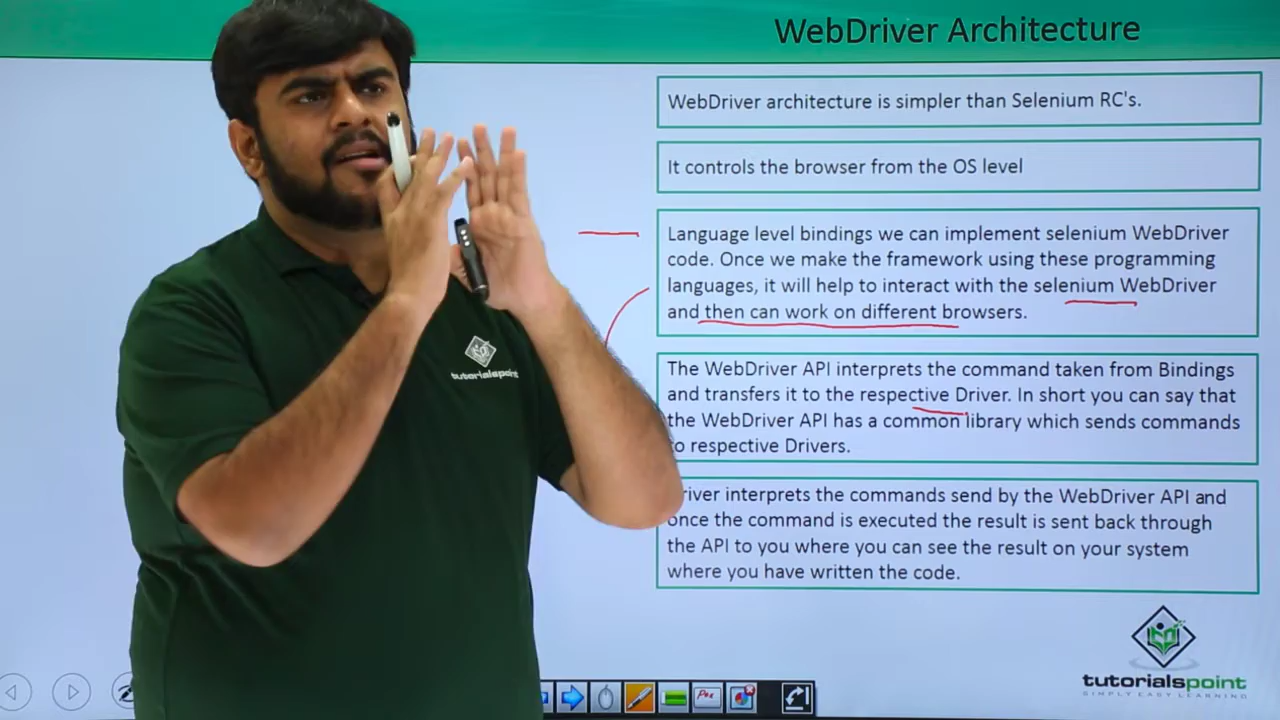 WebDriver Architecture
WebDriver architecture is simpler than Selenium RC's.
It controls the browser from the OS level
Language level bindings we can implement selenium WebDriver
code. Once we make the framework using these programming
languages, it will help to interact with the selenium WebDriver
and then can work on different browsers.
The WebDriver API interprets the command taken from Bindings
and transfers it to the respective Driver. In short you can say that
the WebDriver API has a common library which sends commands
to respective Drivers.
Driver interprets the commands send by the WebDriver API and
once the command is executed the result is sent back through
the API to you where you can see the result on your system
where you have written the code.
tutorialspoint
tutorialspoint
SIMPLY EASY LEARNING